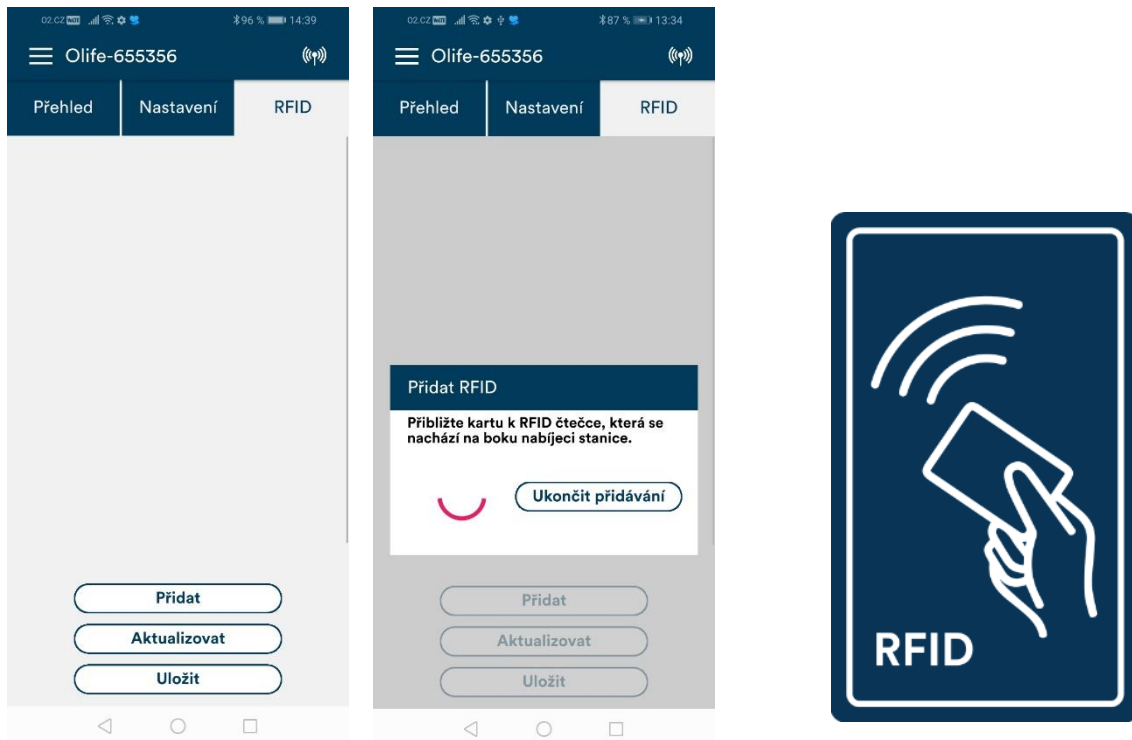 02.CZ 96 % 14:39
Olife-655356
Přehled Nastavení RFID
Přidat
Aktualizovat
Uložit
02.CZ 87 % 13:34
Olife-655356
Přehled Nastavení RFID
Přidat RFID
Přibližte kartu k RFID čtečce, která se
nachází na boku nabíjeci stanice.
Ukončit přidávání
Přidat
Aktualizovat
Uložit
RFID